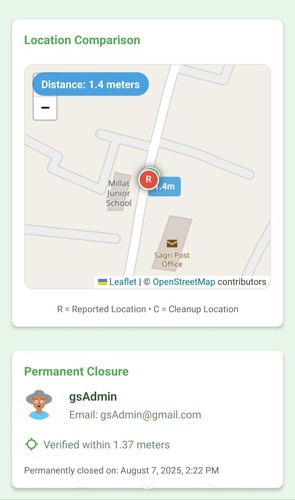 Location Comparison
Distance: 1.4 meters
−
R
1.4m
Millat
Junior
School
Sagri Post
Office
Leaflet | © OpenStreetMap contributors
R = Reported Location • C = Cleanup Location
Permanent Closure
gsAdmin
Email: gsAdmin@gmail.com
Verified within 1.37 meters
Permanently closed on: August 7, 2025, 2:22 PM